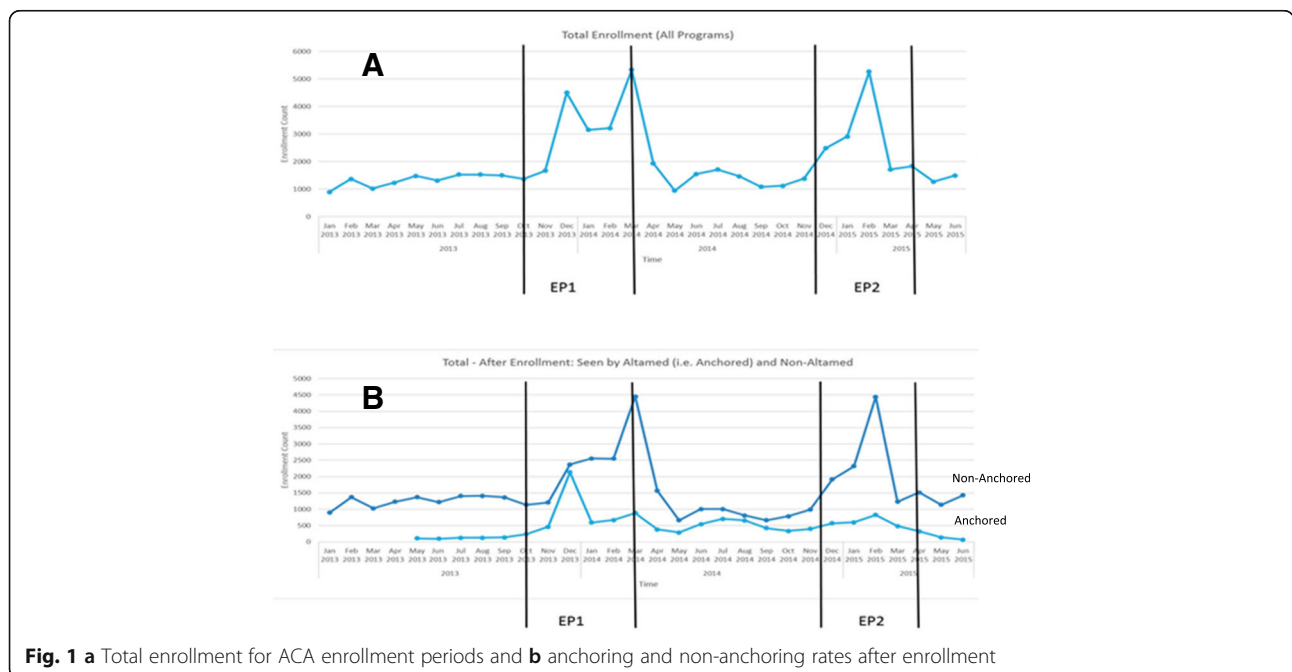 Total Enrollment (All Programs)
A
6000
5000
4000
3000
2000
1000
0
Enrollment Count
Jan Feb Mar Apr May Jun Jul Aug Sep Oct Nov Dec Jan Feb Mar Apr May Jun Jul Aug Sep Oct Nov Dec Jan Feb Mar Apr May Jun
2013 2013 2013 2013 2013 2013 2013 2013 2013 2013 2013 2013 2014 2014 2014 2014 2014 2014 2014 2014 2014 2014 2014 2014 2015 2015 2015 2015 2015 2015
2013 2014 2015
Time
EP1 EP2
Total - After Enrollment: Seen by Altamed (i.e. Anchored) and Non-Altamed
B
5000
4500
4000
3500
3000
2500
2000
1500
1000
500
0
Enrollment Count
Non-Anchored
Anchored
Jan Feb Mar Apr May Jun Jul Aug Sep Oct Nov Dec Jan Feb Mar Apr May Jun Jul Aug Sep Oct Nov Dec Jan Feb Mar Apr May Jun
2013 2013 2013 2013 2013 2013 2013 2013 2013 2013 2013 2013 2014 2014 2014 2014 2014 2014 2014 2014 2014 2014 2014 2014 2015 2015 2015 2015 2015 2015
2013 2014 2015
Time
EP1 EP2
Fig. 1 a Total enrollment for ACA enrollment periods and b anchoring and non-anchoring rates after enrollment